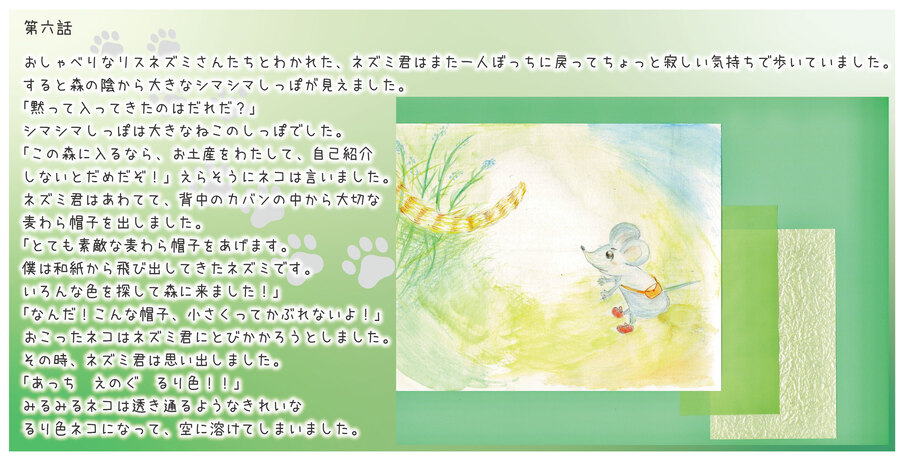 第六話
おしゃべりなリスネズミさんたちとわかれた、ネズミ君はまた一人ぼっちに戻ってちょっと寂しい気持ちで歩いていました。
すると森の陰から大きなシマシマしっぽが見えました。
「黙って入ってきたのはだれだ？」
シマシマしっぽは大きなねこのしっぽでした。
「この森に入るなら、お土産をわたして、自己紹介
しないとだめだぞ！」えらそうにネコは言いました。
ネズミ君はあわてて、背中のカバンの中から大切な
麦わら帽子を出しました。
「とても素敵な麦わら帽子をあげます。
僕は和紙から飛び出してきたネズミです。
いろんな色を探して森に来ました！」
「なんだ！こんな帽子、小さくってかぶれないよ！」
おこったネコはネズミ君にとびかかろうとしました。
その時、ネズミ君は思い出しました。
「あっち　えのぐ　るり色！！」
みるみるネコは透き通るようなきれいな
るり色ネコになって、空に溶けてしまいました。